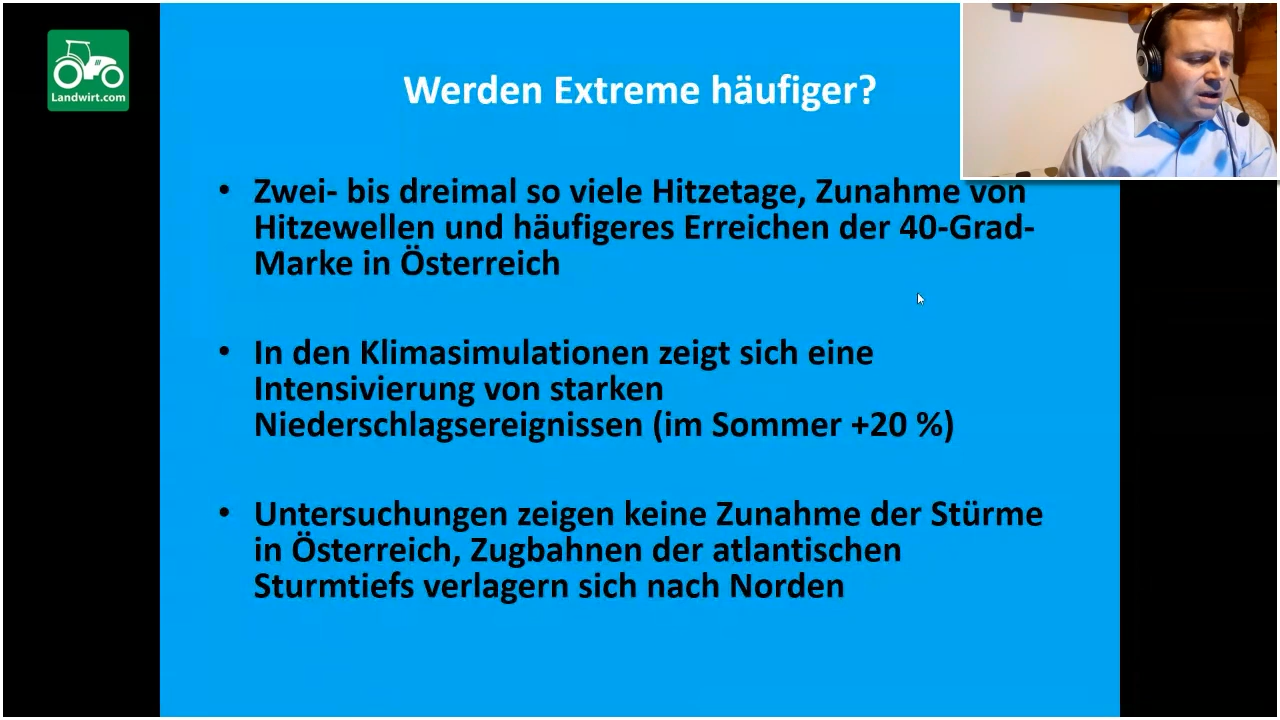 Landwirt.com
Werden Extreme häufiger?
• Zwei- bis dreimal so viele Hitzetage, Zunahme von
Hitzewellen und häufigeres Erreichen der 40-Grad-
Marke in Österreich
• In den Klimasimulationen zeigt sich eine
Intensivierung von starken
Niederschlagsereignissen (im Sommer +20 %)
• Untersuchungen zeigen keine Zunahme der Stürme
in Österreich, Zugbahnen der atlantischen
Sturmtiefs verlagern sich nach Norden